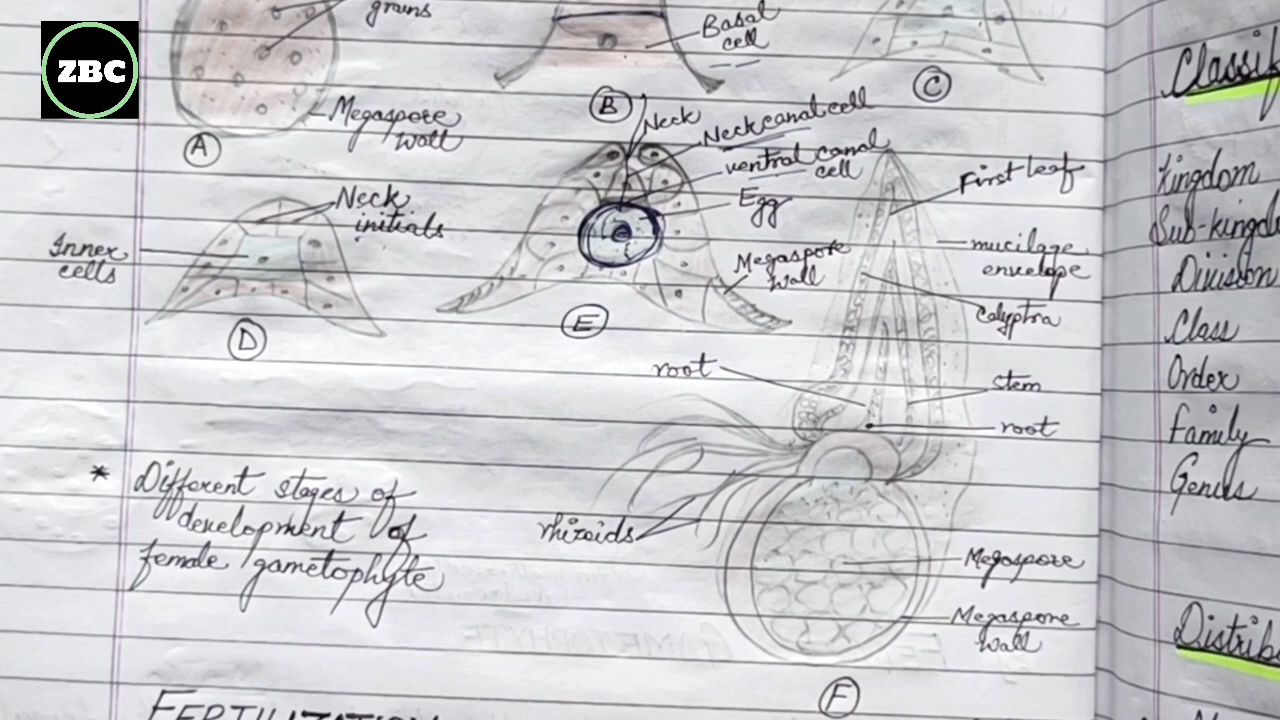 ZBC
grains
Megaspore
wall
A
Basal
cell
B
C
Neck
Neck canal cell
ventral canal
cell
Egg
Megaspore
wall
E
Neck
initials
Inner
cells
D
First leaf
mucilage
envelope
Calyptra
root
stem
root
rhizoids
Megaspore
Megaspore
wall
F
* Different stages of
development of
female gametophyte
FERTILIZATION
Classif
Kingdom
Sub-kingd
Division
Class
Order
Family
Genus
Distrib